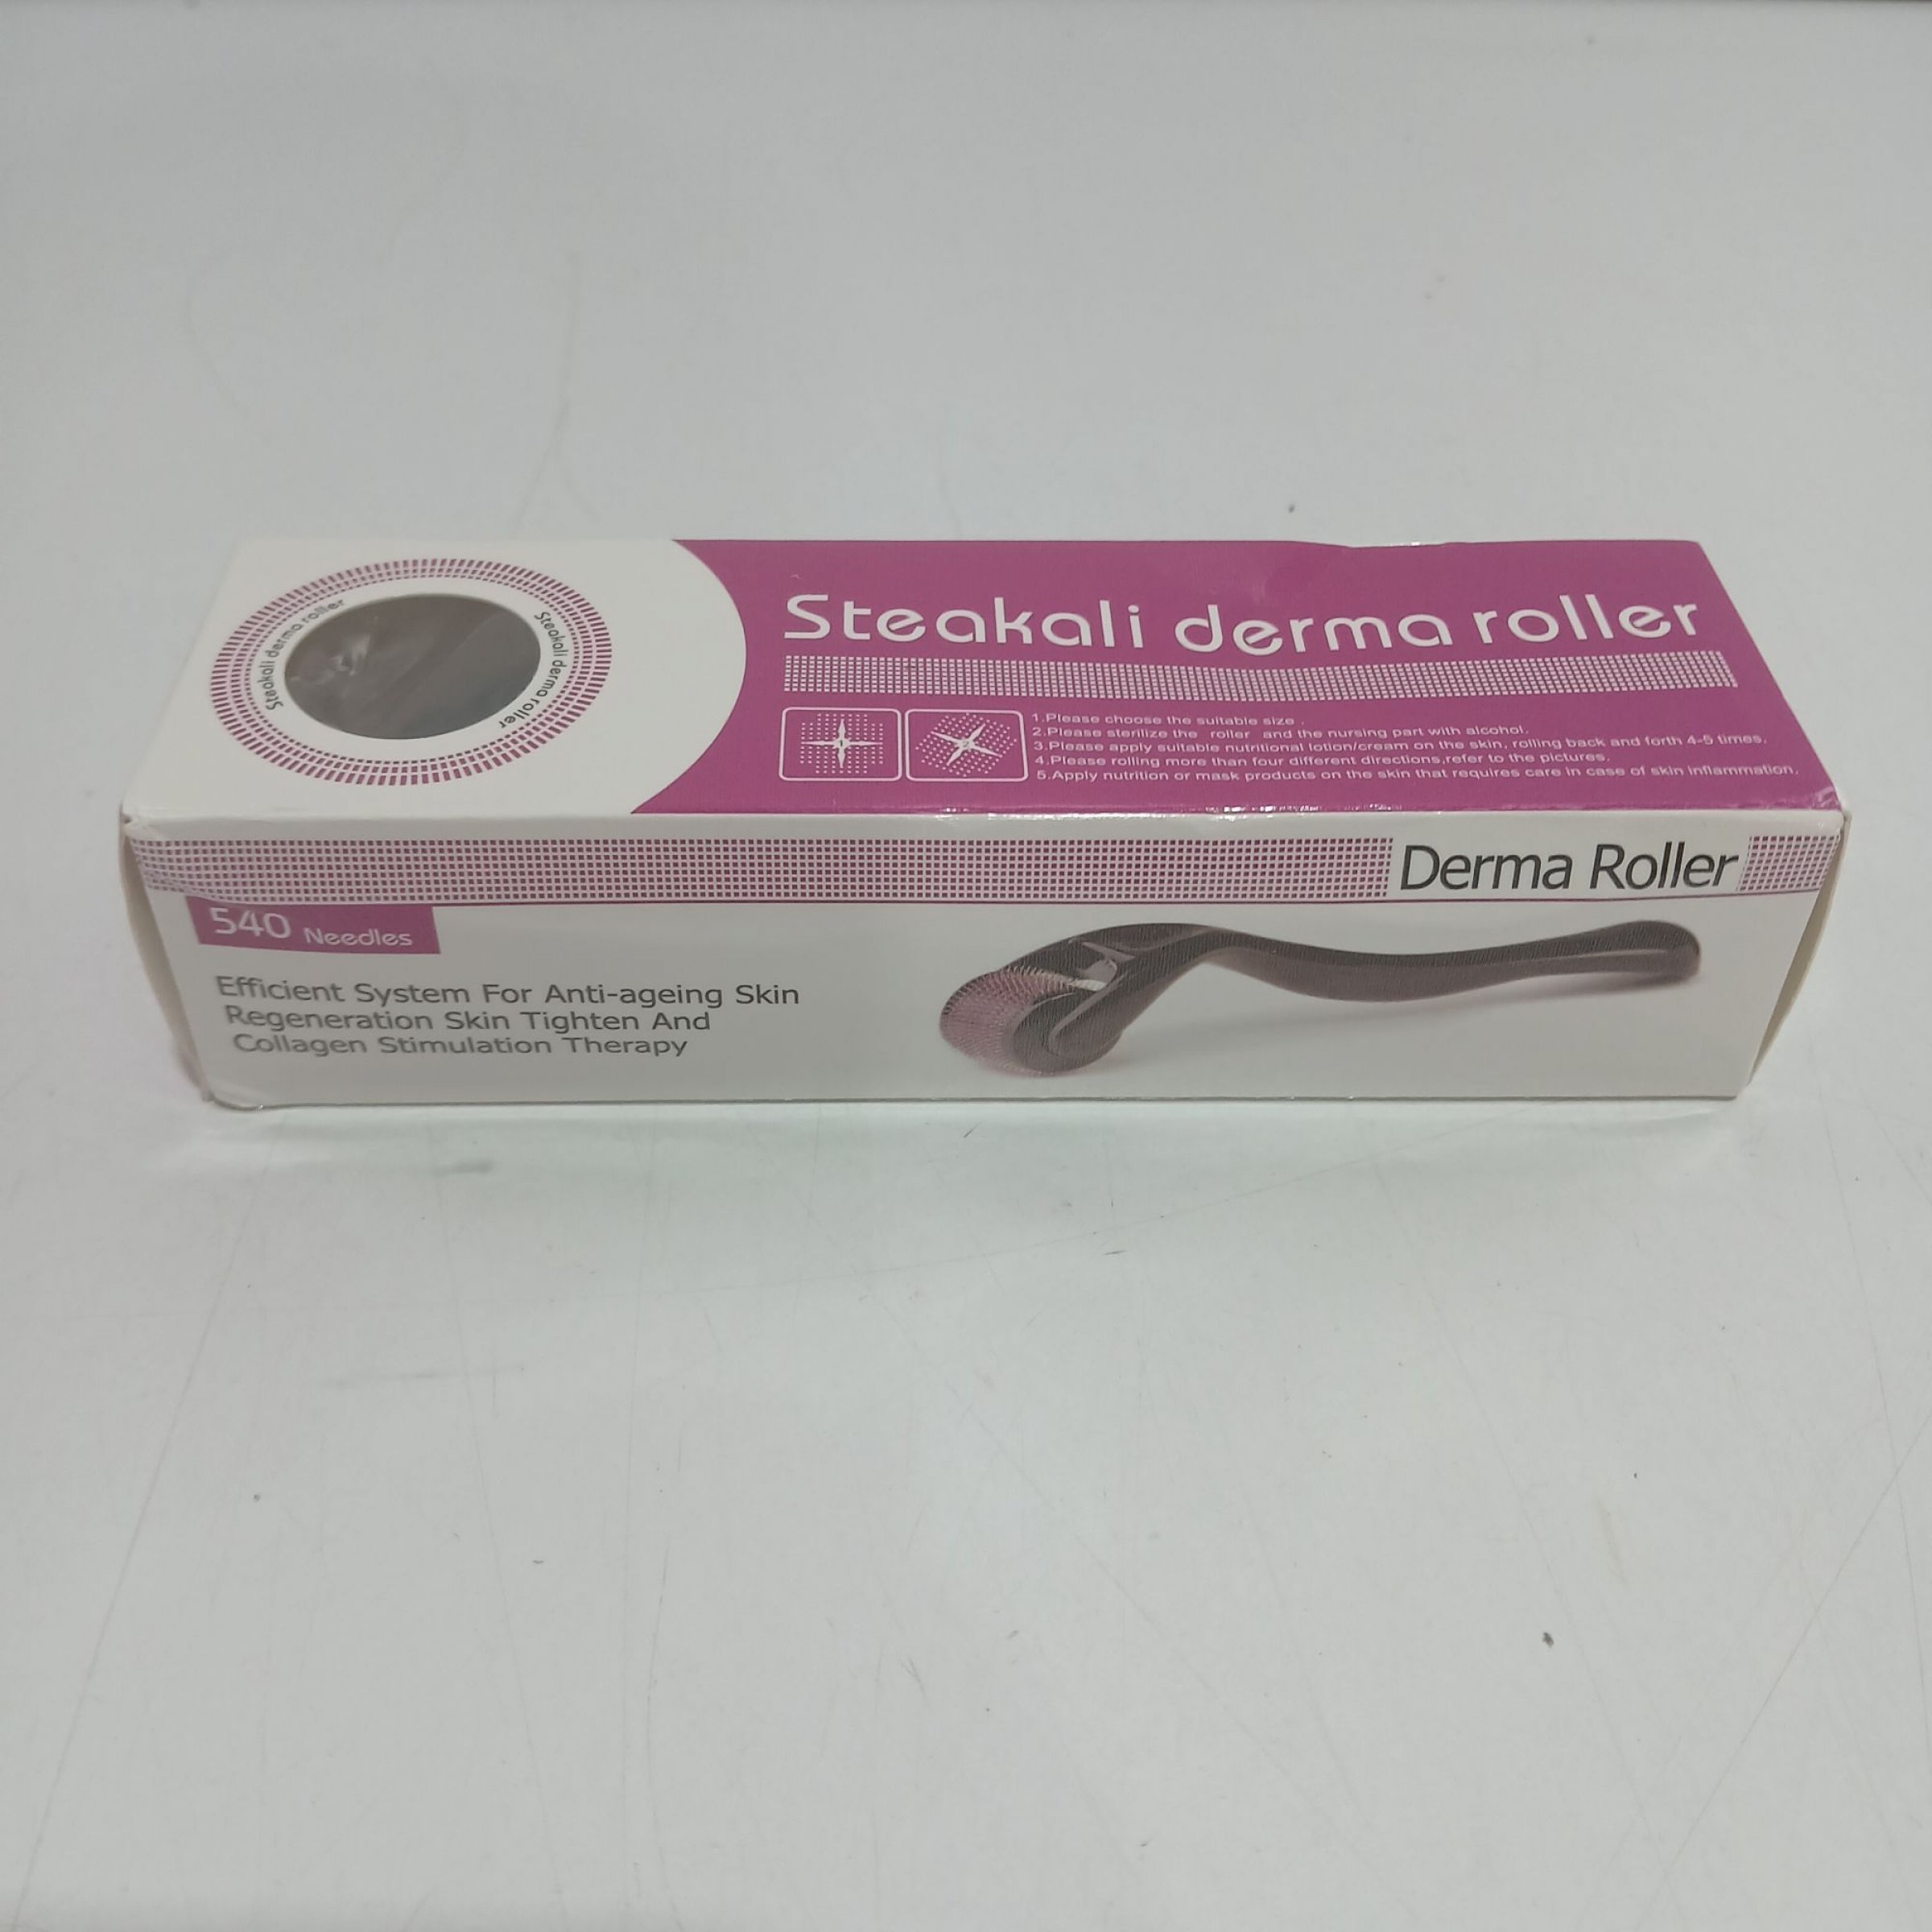 Steakali derma roller
Steakali derma roller
Steakali derma roller
1.Please choose the suitable size .
2.Please sterilize the roller and the nursing part with alcohol.
3.Please apply suitable nutritional lotion/cream on the skin, rolling back and forth 4-5 times.
4.Please rolling more than four different directions,refer to the pictures.
5.Apply nutrition or mask products on the skin that requires care in case of skin inflammation.
Derma Roller
540 Needles
Efficient System For Anti-ageing Skin
Regeneration Skin Tighten And
Collagen Stimulation Therapy